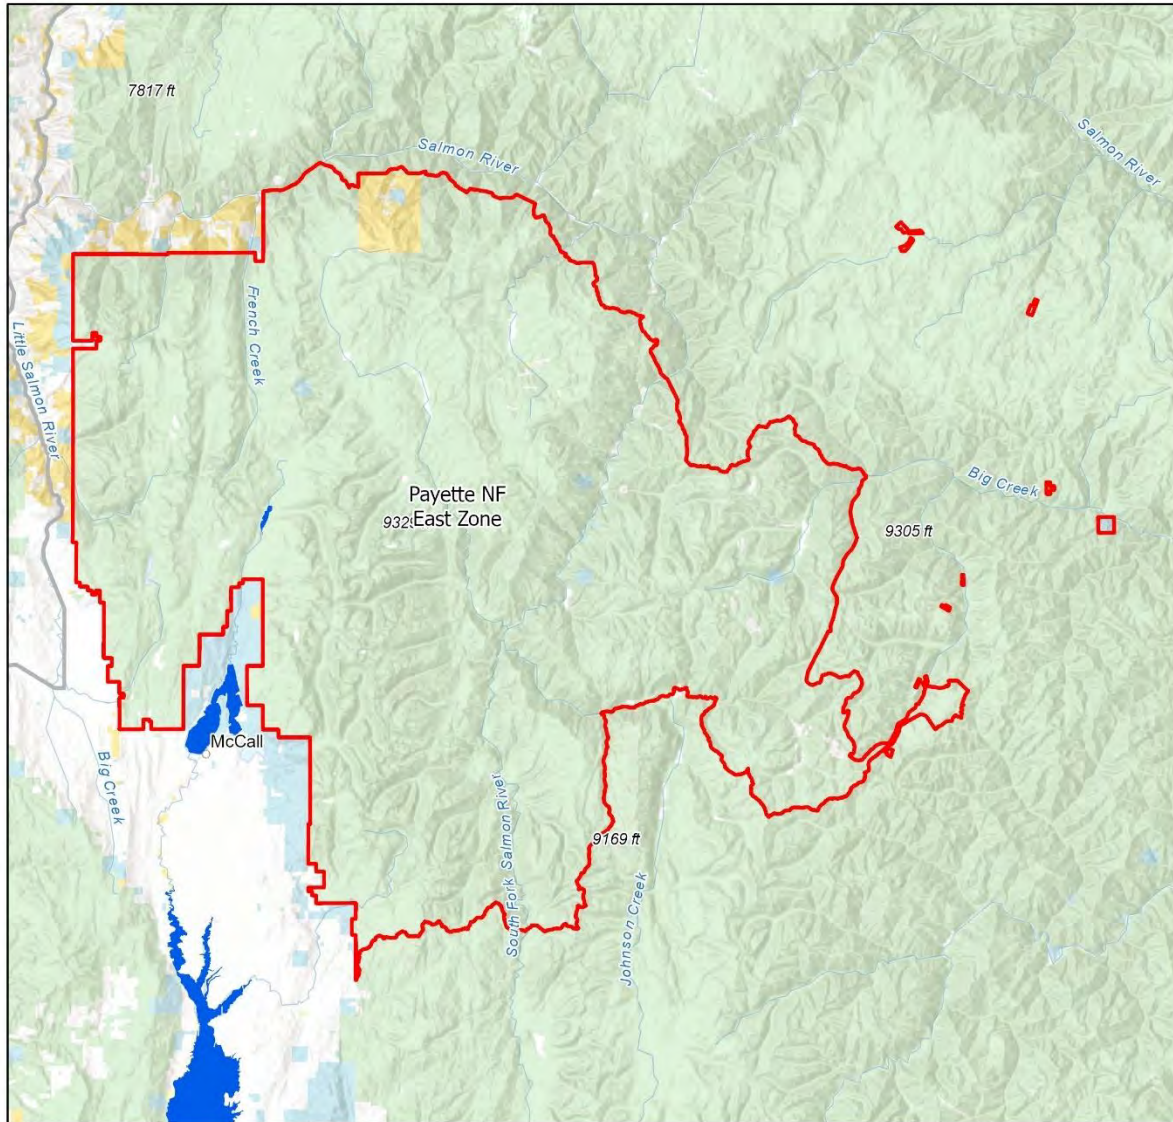 7817 ft
Salmon River
Salmon River
French Creek
Little Salmon River
Big Creek
Payette NF
East Zone
9305 ft
McCall
Big Creek
South Fork Salmon River
9169 ft
Johnson Creek